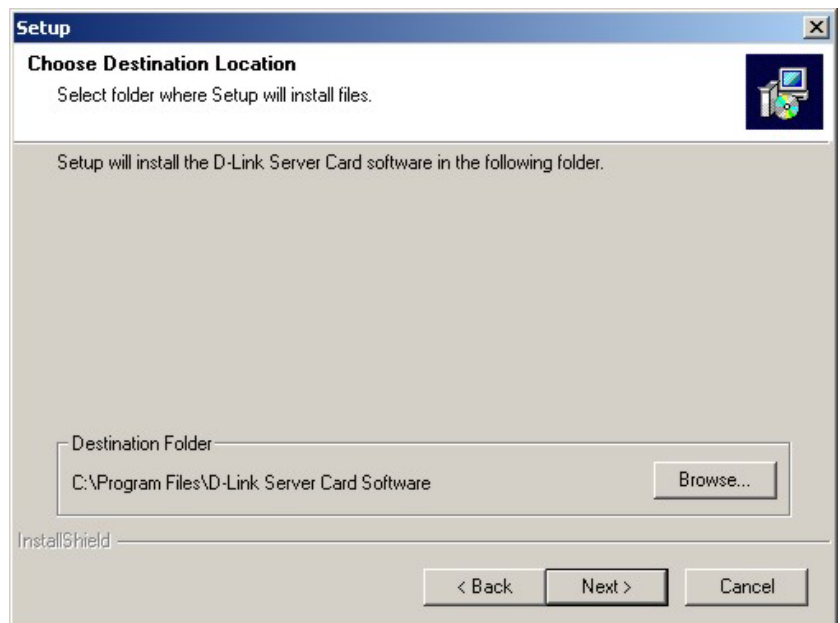 Setup
Choose Destination Location
Select folder where Setup will install files.
Setup will install the D-Link Server Card software in the following folder.
Destination Folder
C:\Program Files\D-Link Server Card Software
Browse...
InstallShield
< Back
Next >
Cancel